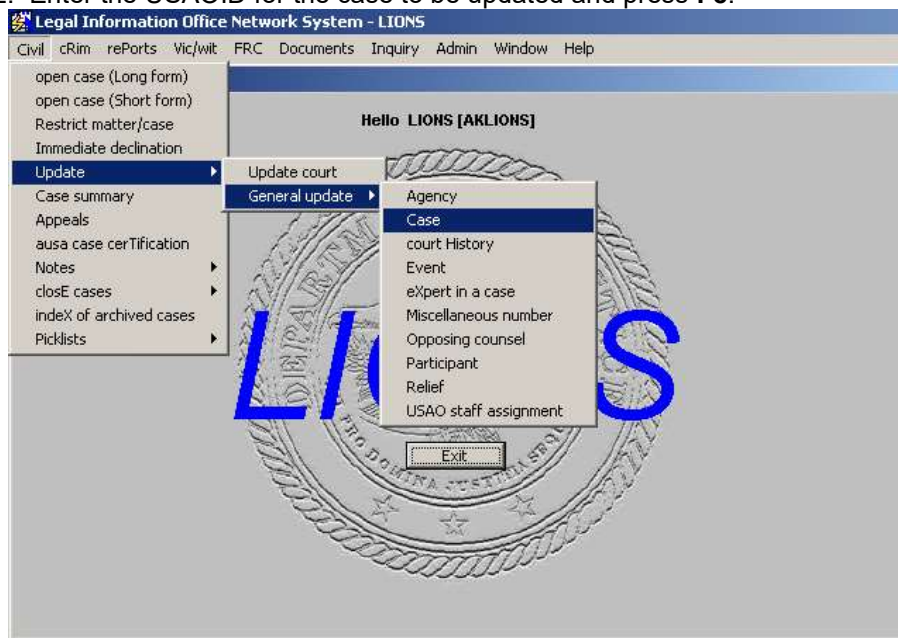 2. Enter the USAOID for the case to be updated and press F8.
Legal Information Office Network System - LIONS
Civil cRim rePorts Vic/wit FRC Documents Inquiry Admin Window Help
open case (Long form)
open case (Short form)
Restrict matter/case
Immediate declination
Update
Case summary
Appeals
ausa case cerTification
Notes
closE cases
indeX of archived cases
Picklists
Update court
General update
Agency
Case
court History
Event
eXpert in a case
Miscellaneous number
Opposing counsel
Participant
Relief
USAO staff assignment
Hello LIONS [AKLIONS]
Exit